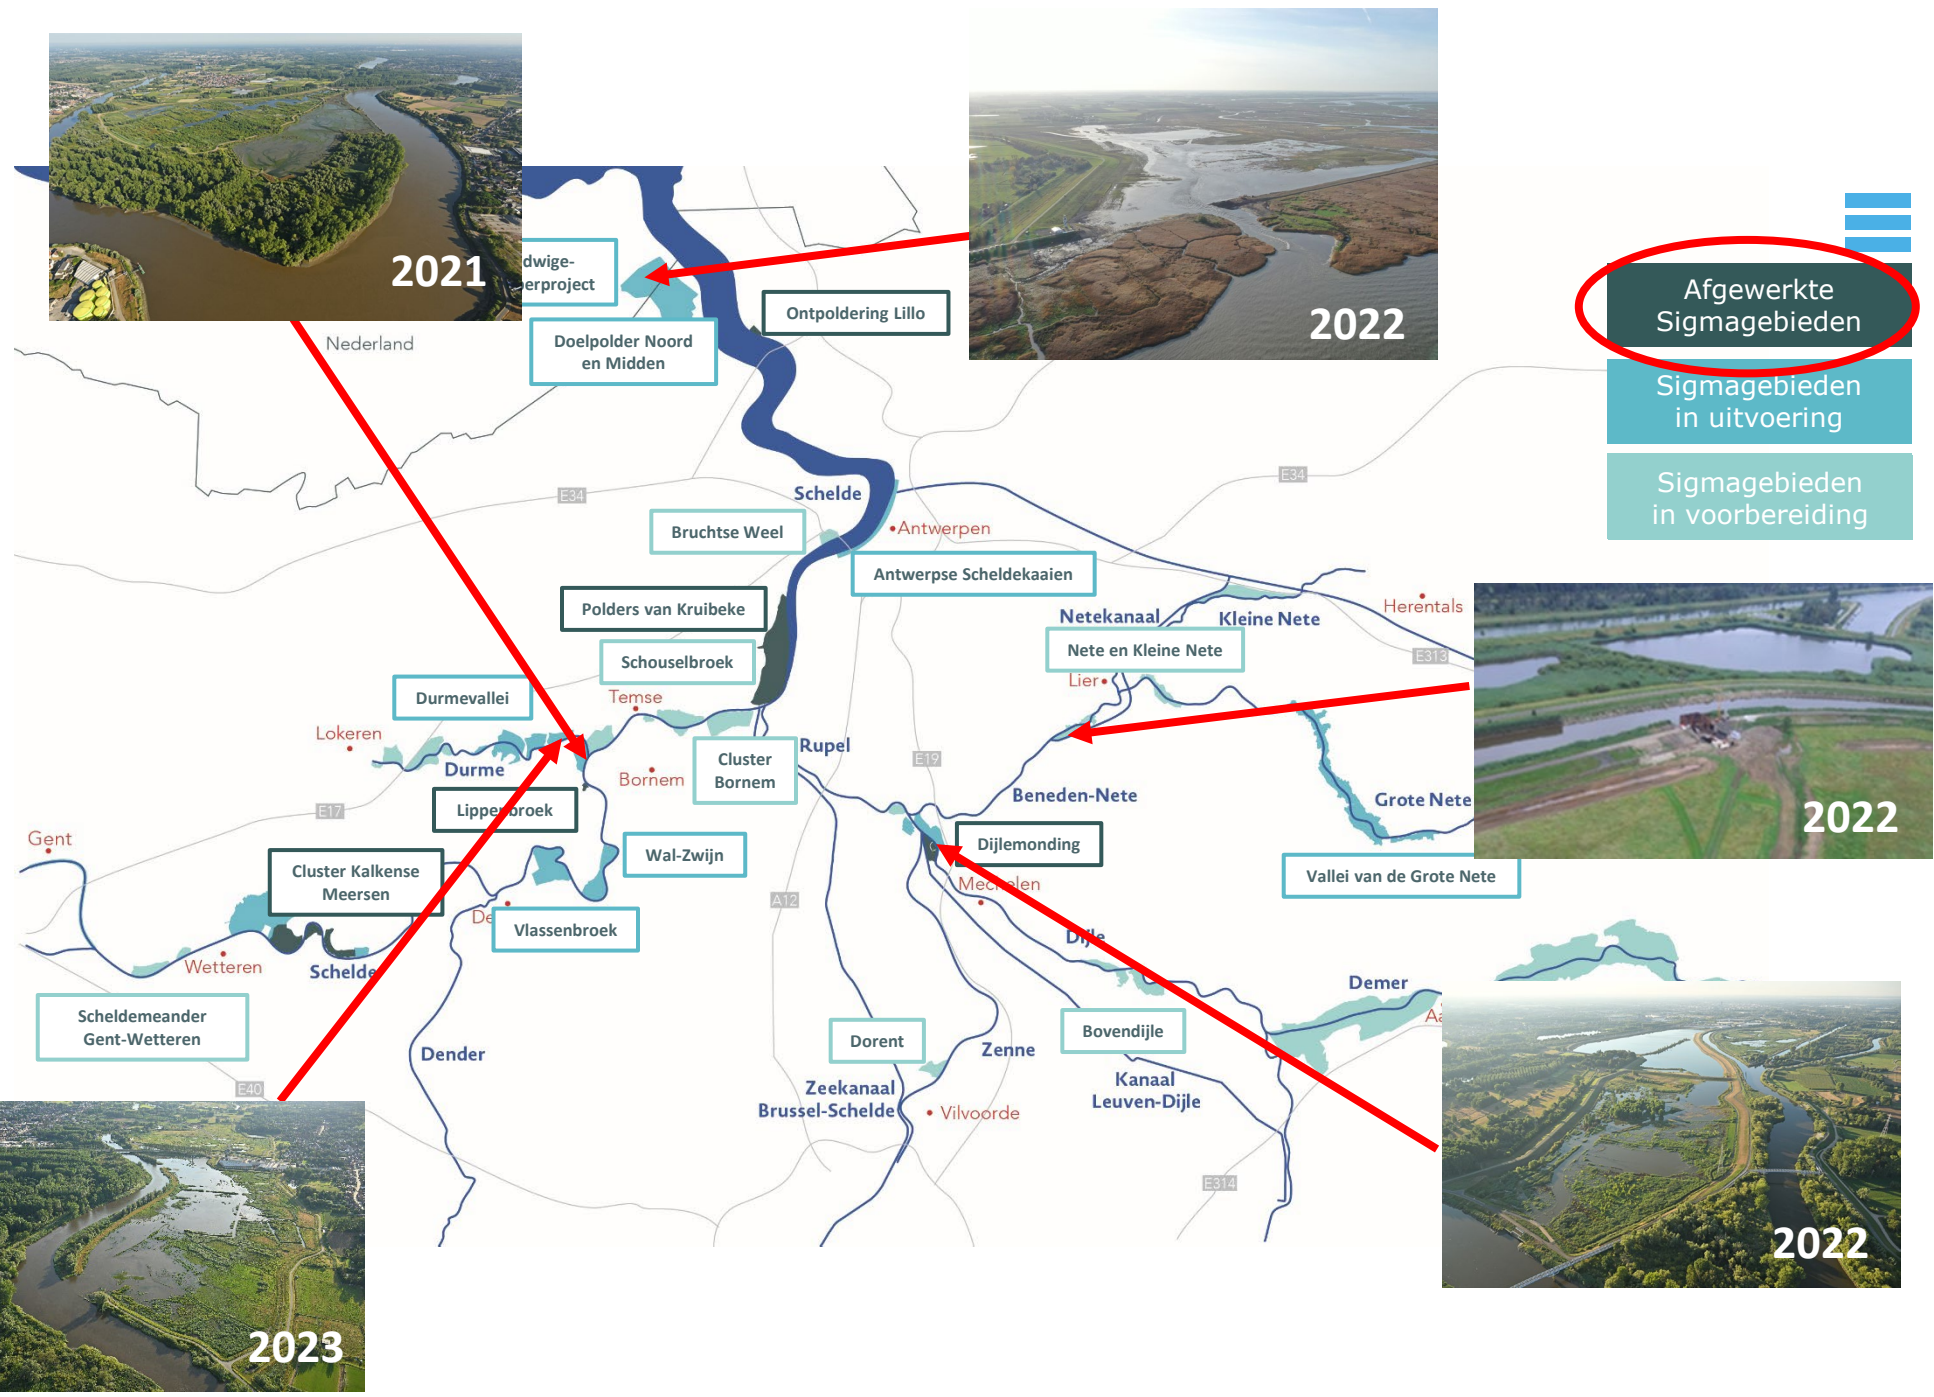 2021
2022
Afgewerkte
Sigmagebieden
Sigmagebieden
in uitvoering
Sigmagebieden
in voorbereiding
Ontpoldering Lillo
Nederland
Doelpolder Noord
en Midden
E34
Schelde
E34
Bruchtse Weel
Antwerpen
Antwerpse Scheldekaaien
Polders van Kruibeke
Netekanaal
Kleine Nete
Herentals
Schouselbroek
Nete en Kleine Nete
E313
Lier
Durmevallei
Temse
Lokeren
Rupel
Cluster
Bornem
E19
Durme
Bornem
Beneden-Nete
Grote Nete
2022
E17
Lippenbroek
Gent
Wal-Zwijn
Dijlemonding
Cluster Kalkense
Meersen
Mechelen
Vallei van de Grote Nete
A12
Vlassenbroek
Dijle
Wetteren
Schelde
Demer
Scheldemeander
Gent-Wetteren
Dorent
Bovendijle
Dender
Zenne
E40
Zeekanaal
Brussel-Schelde
Kanaal
Leuven-Dijle
Vilvoorde
E314
2022
2023